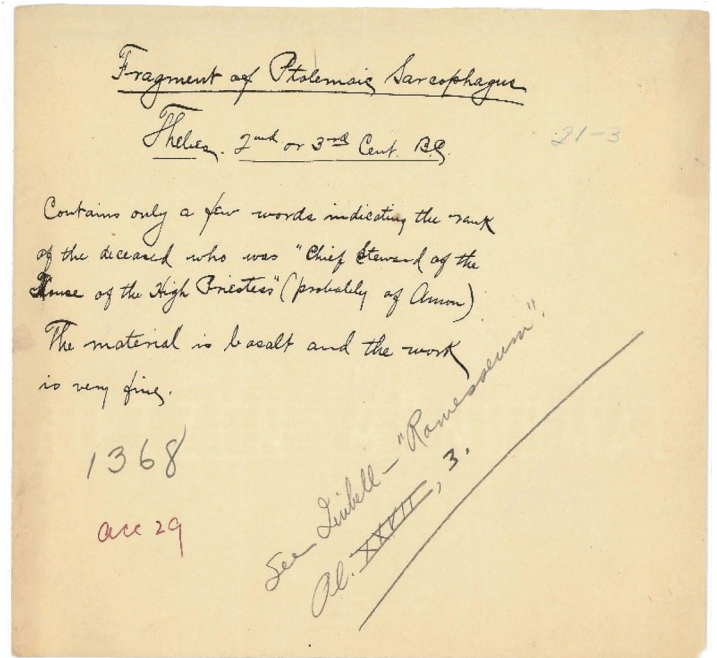 Fragment of Ptolemaic Sarcophagus
Thebes. 2nd or 3rd Cent. B.C.
21-3
Contains only a few words indicating the rank
of the deceased who was "Chief Steward of the
House of the High Priestess" (probably of Amon)
The material is basalt and the work
is very fine.
1368
acc 29
See Quibell - "Ramesseum".
Pl. XXVII, 3.